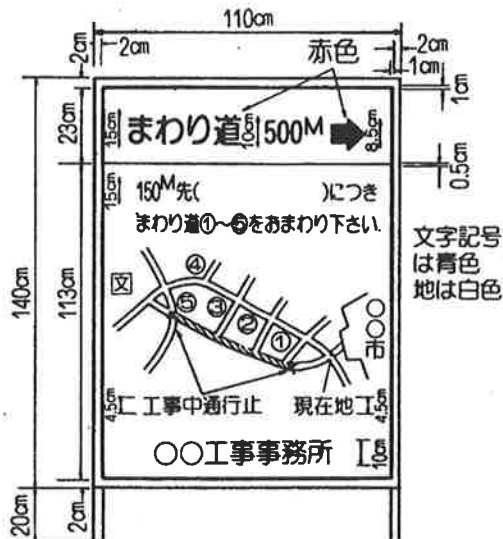 110cm
2cm
2cm
2cm
1cm
赤色
1cm
23cm
15cm
まわり道
10cm
500M
8.5cm
0.5cm
15cm
150M先(　　　　)につき
まわり道①～⑤をおまわり下さい.
文字記号
は青色
地は白色
140cm
113cm
文
④
⑤
③
②
①
○○市
4.5cm
工事中通行止
現在地
4.5cm
○○工事事務所
10cm
20cm
2cm